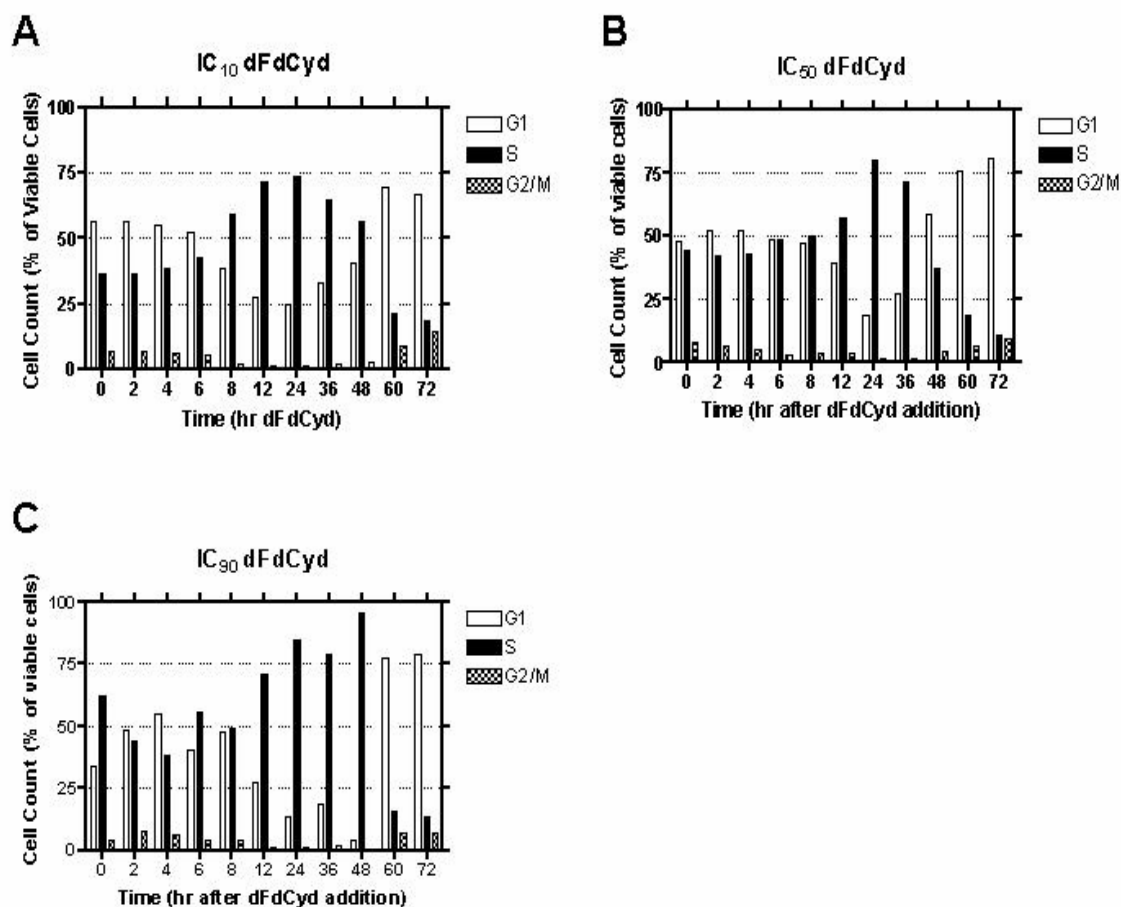 A
IC10 dFdCyd
Cell Count (% of Viable Cells)
100
75
50
25
0
0 2 4 6 8 12 24 36 48 60 72
Time (hr dFdCyd)
G1
S
G2/M
B
IC50 dFdCyd
Cell Count (% of viable cells)
100
75
50
25
0
0 2 4 6 8 12 24 36 48 60 72
Time (hr after dFdCyd addition)
G1
S
G2/M
C
IC90 dFdCyd
Cell Count (% of viable cells)
100
75
50
25
0
0 2 4 6 8 12 24 36 48 60 72
Time (hr after dFdCyd addition)
G1
S
G2/M